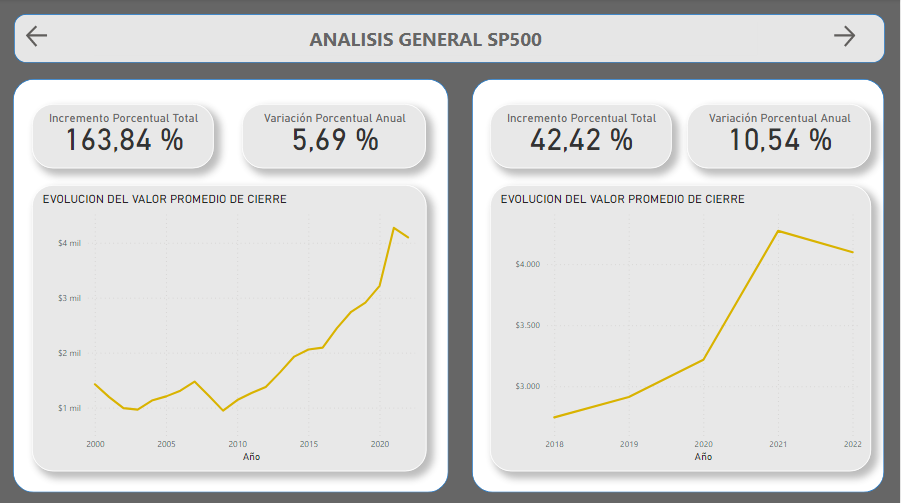 ANALISIS GENERAL SP500
Incremento Porcentual Total
163,84 %
Variación Porcentual Anual
5,69 %
EVOLUCION DEL VALOR PROMEDIO DE CIERRE
$4 mil
$3 mil
$2 mil
$1 mil
2000 2005 2010 2015 2020
Año
Incremento Porcentual Total
42,42 %
Variación Porcentual Anual
10,54 %
EVOLUCION DEL VALOR PROMEDIO DE CIERRE
$4.000
$3.500
$3.000
2018 2019 2020 2021 2022
Año